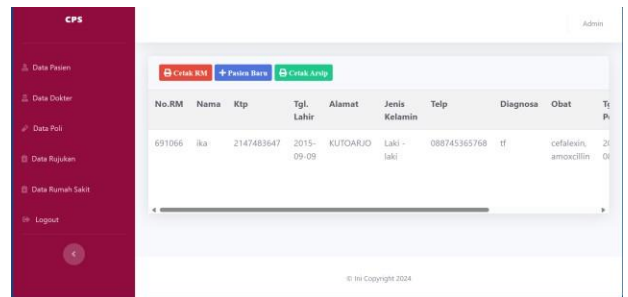 CPS
Admin
Data Pasien
Data Dokter
Data Poli
Data Rujukan
Data Rumah Sakit
Logout
Cetak RM + Pasien Baru Cetak Arsip
No.RM Nama Ktp Tgl. Alamat Jenis Telp Diagnosa Obat
Lahir Kelamin
691066 ika 2147483647 2015- KUTOARJO Laki - 088745365768 tf cefalexin,
09-09 laki amoxcillin
Copyright 2024